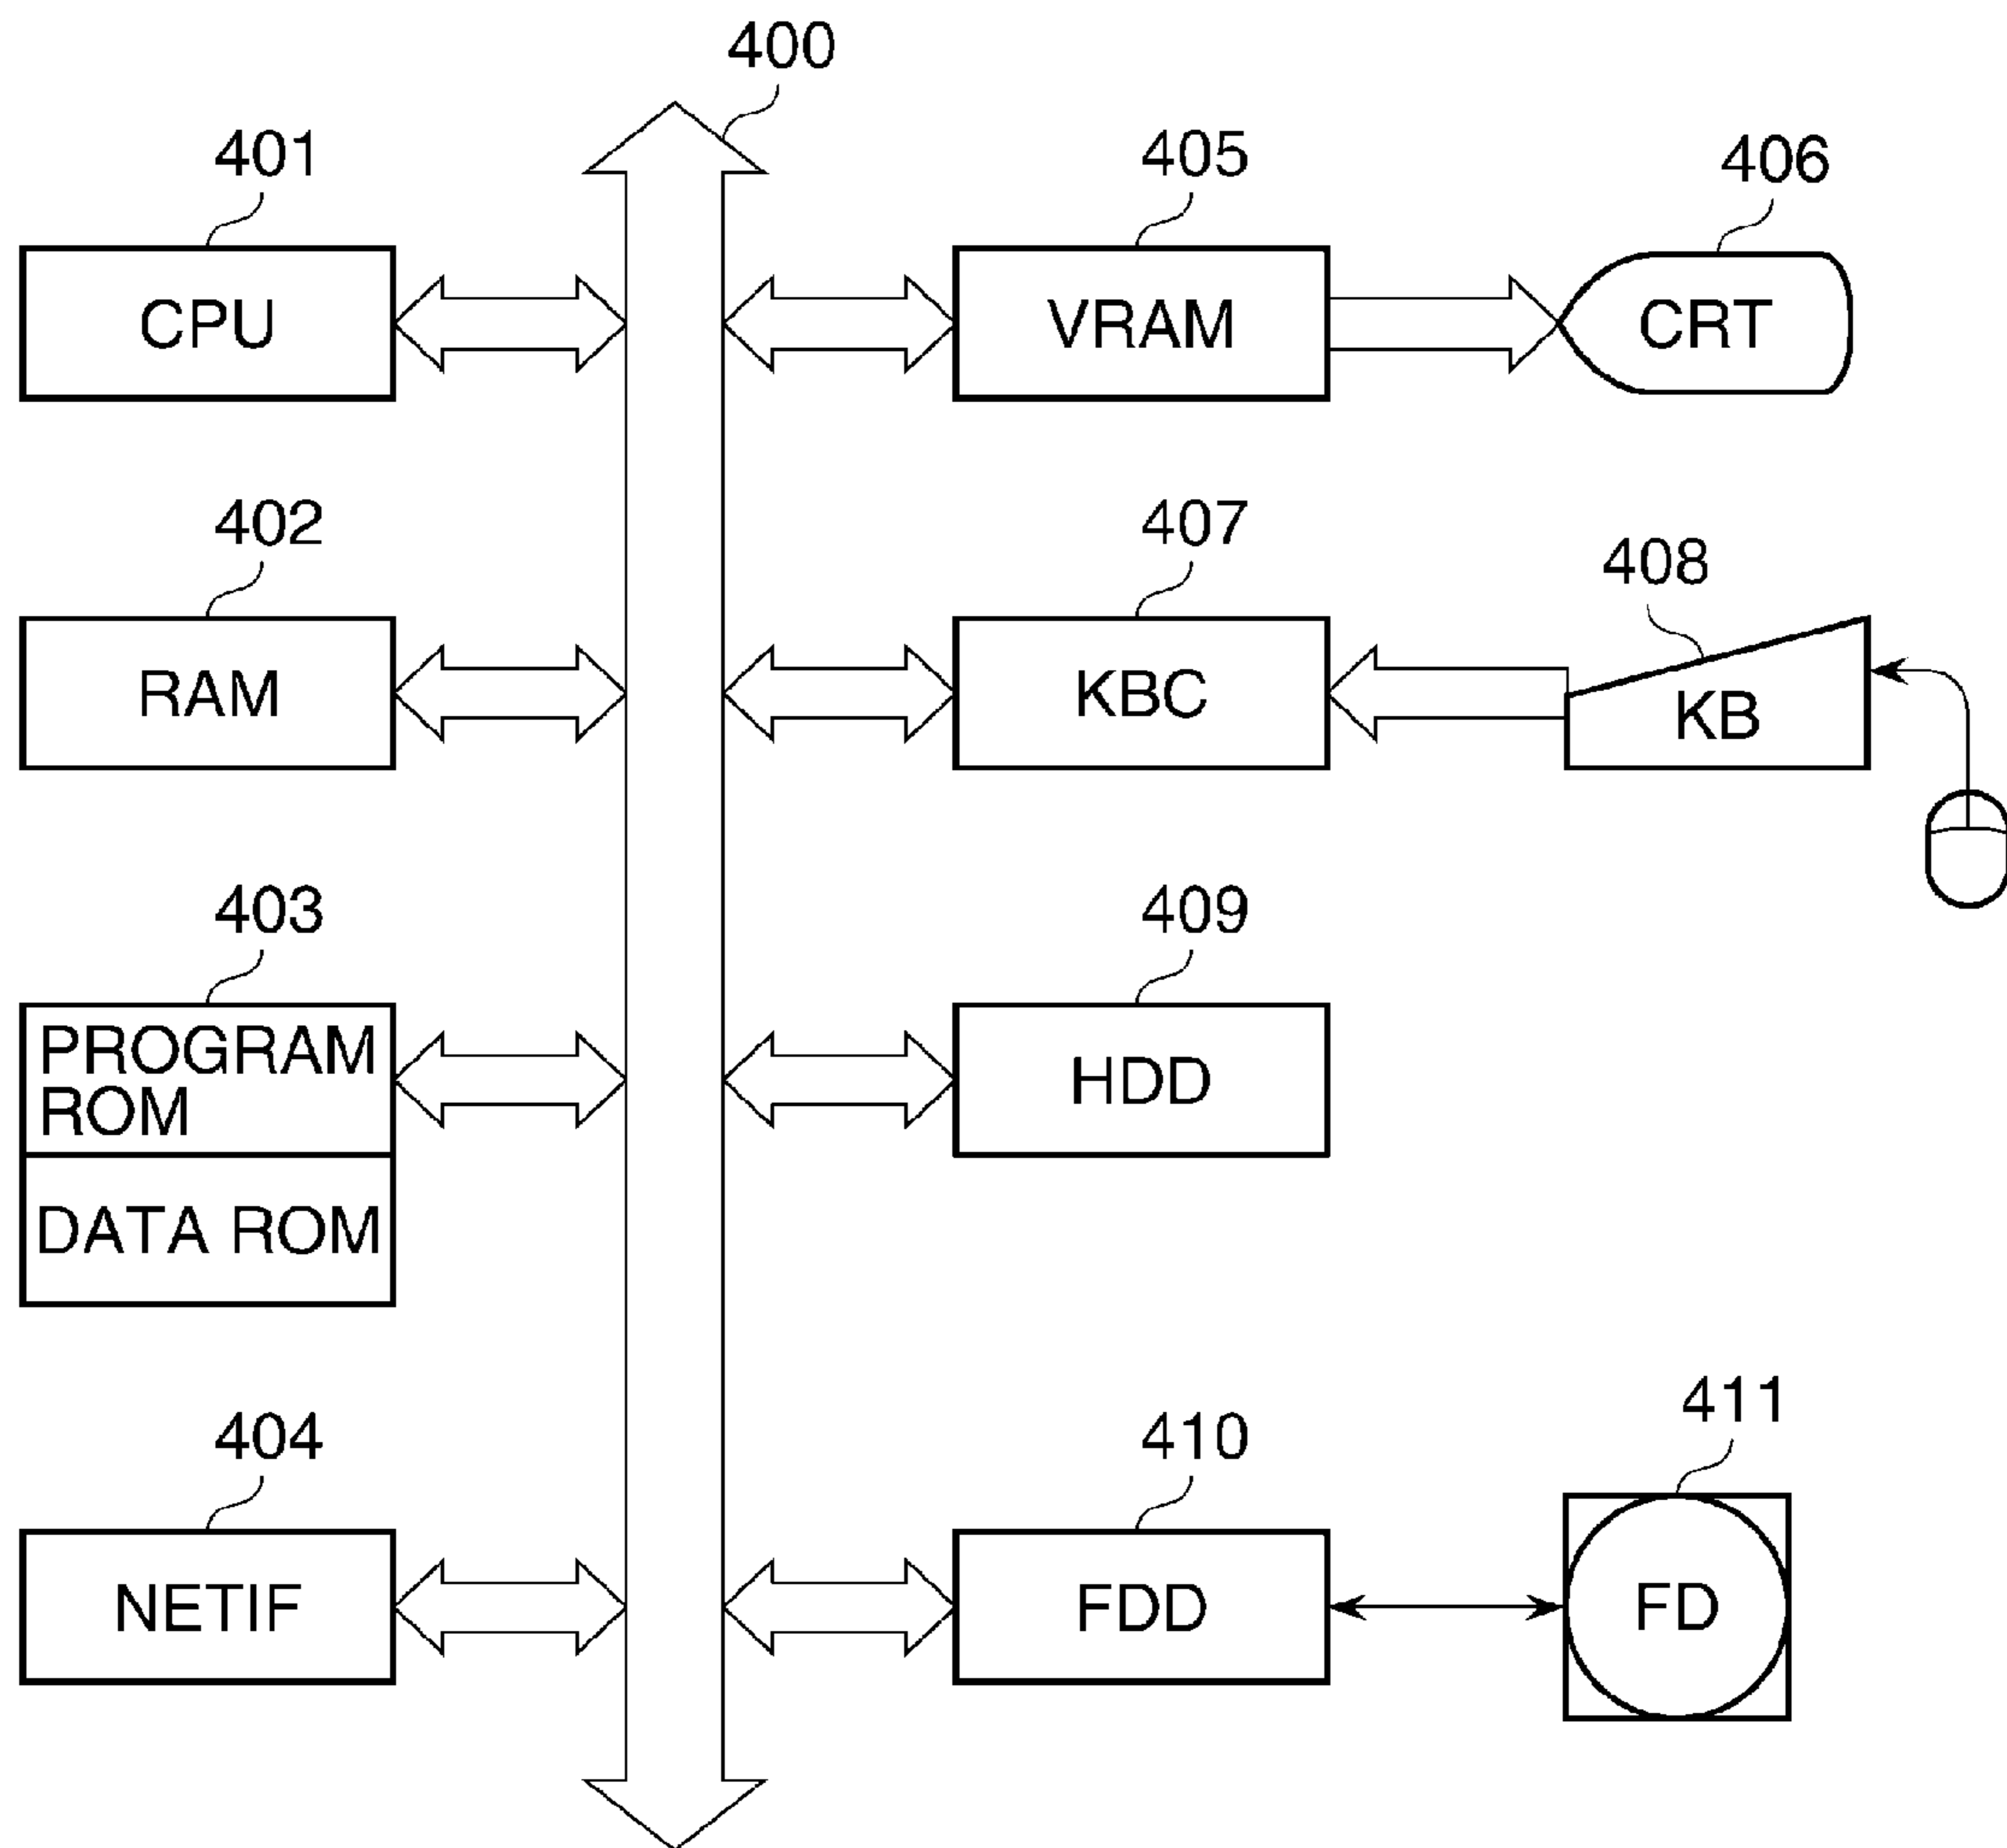 400
401
405
406
CPU
VRAM
CRT
402
407
408
RAM
KBC
KB
403
409
PROGRAM
ROM
HDD
DATA ROM
404
410
411
NETIF
FDD
FD